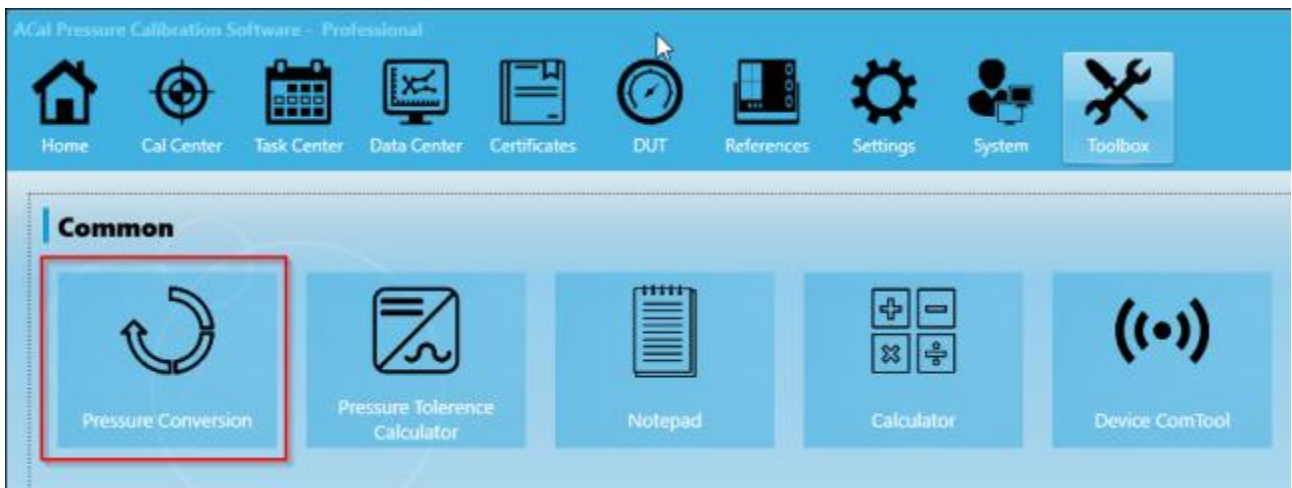 ACal Pressure Calibration Software - Professional
Home Cal Center Task Center Data Center Certificates DUT References Settings System Toolbox
Common
Pressure Conversion
Pressure Tolerence
Calculator
Notepad
Calculator
Device ComTool